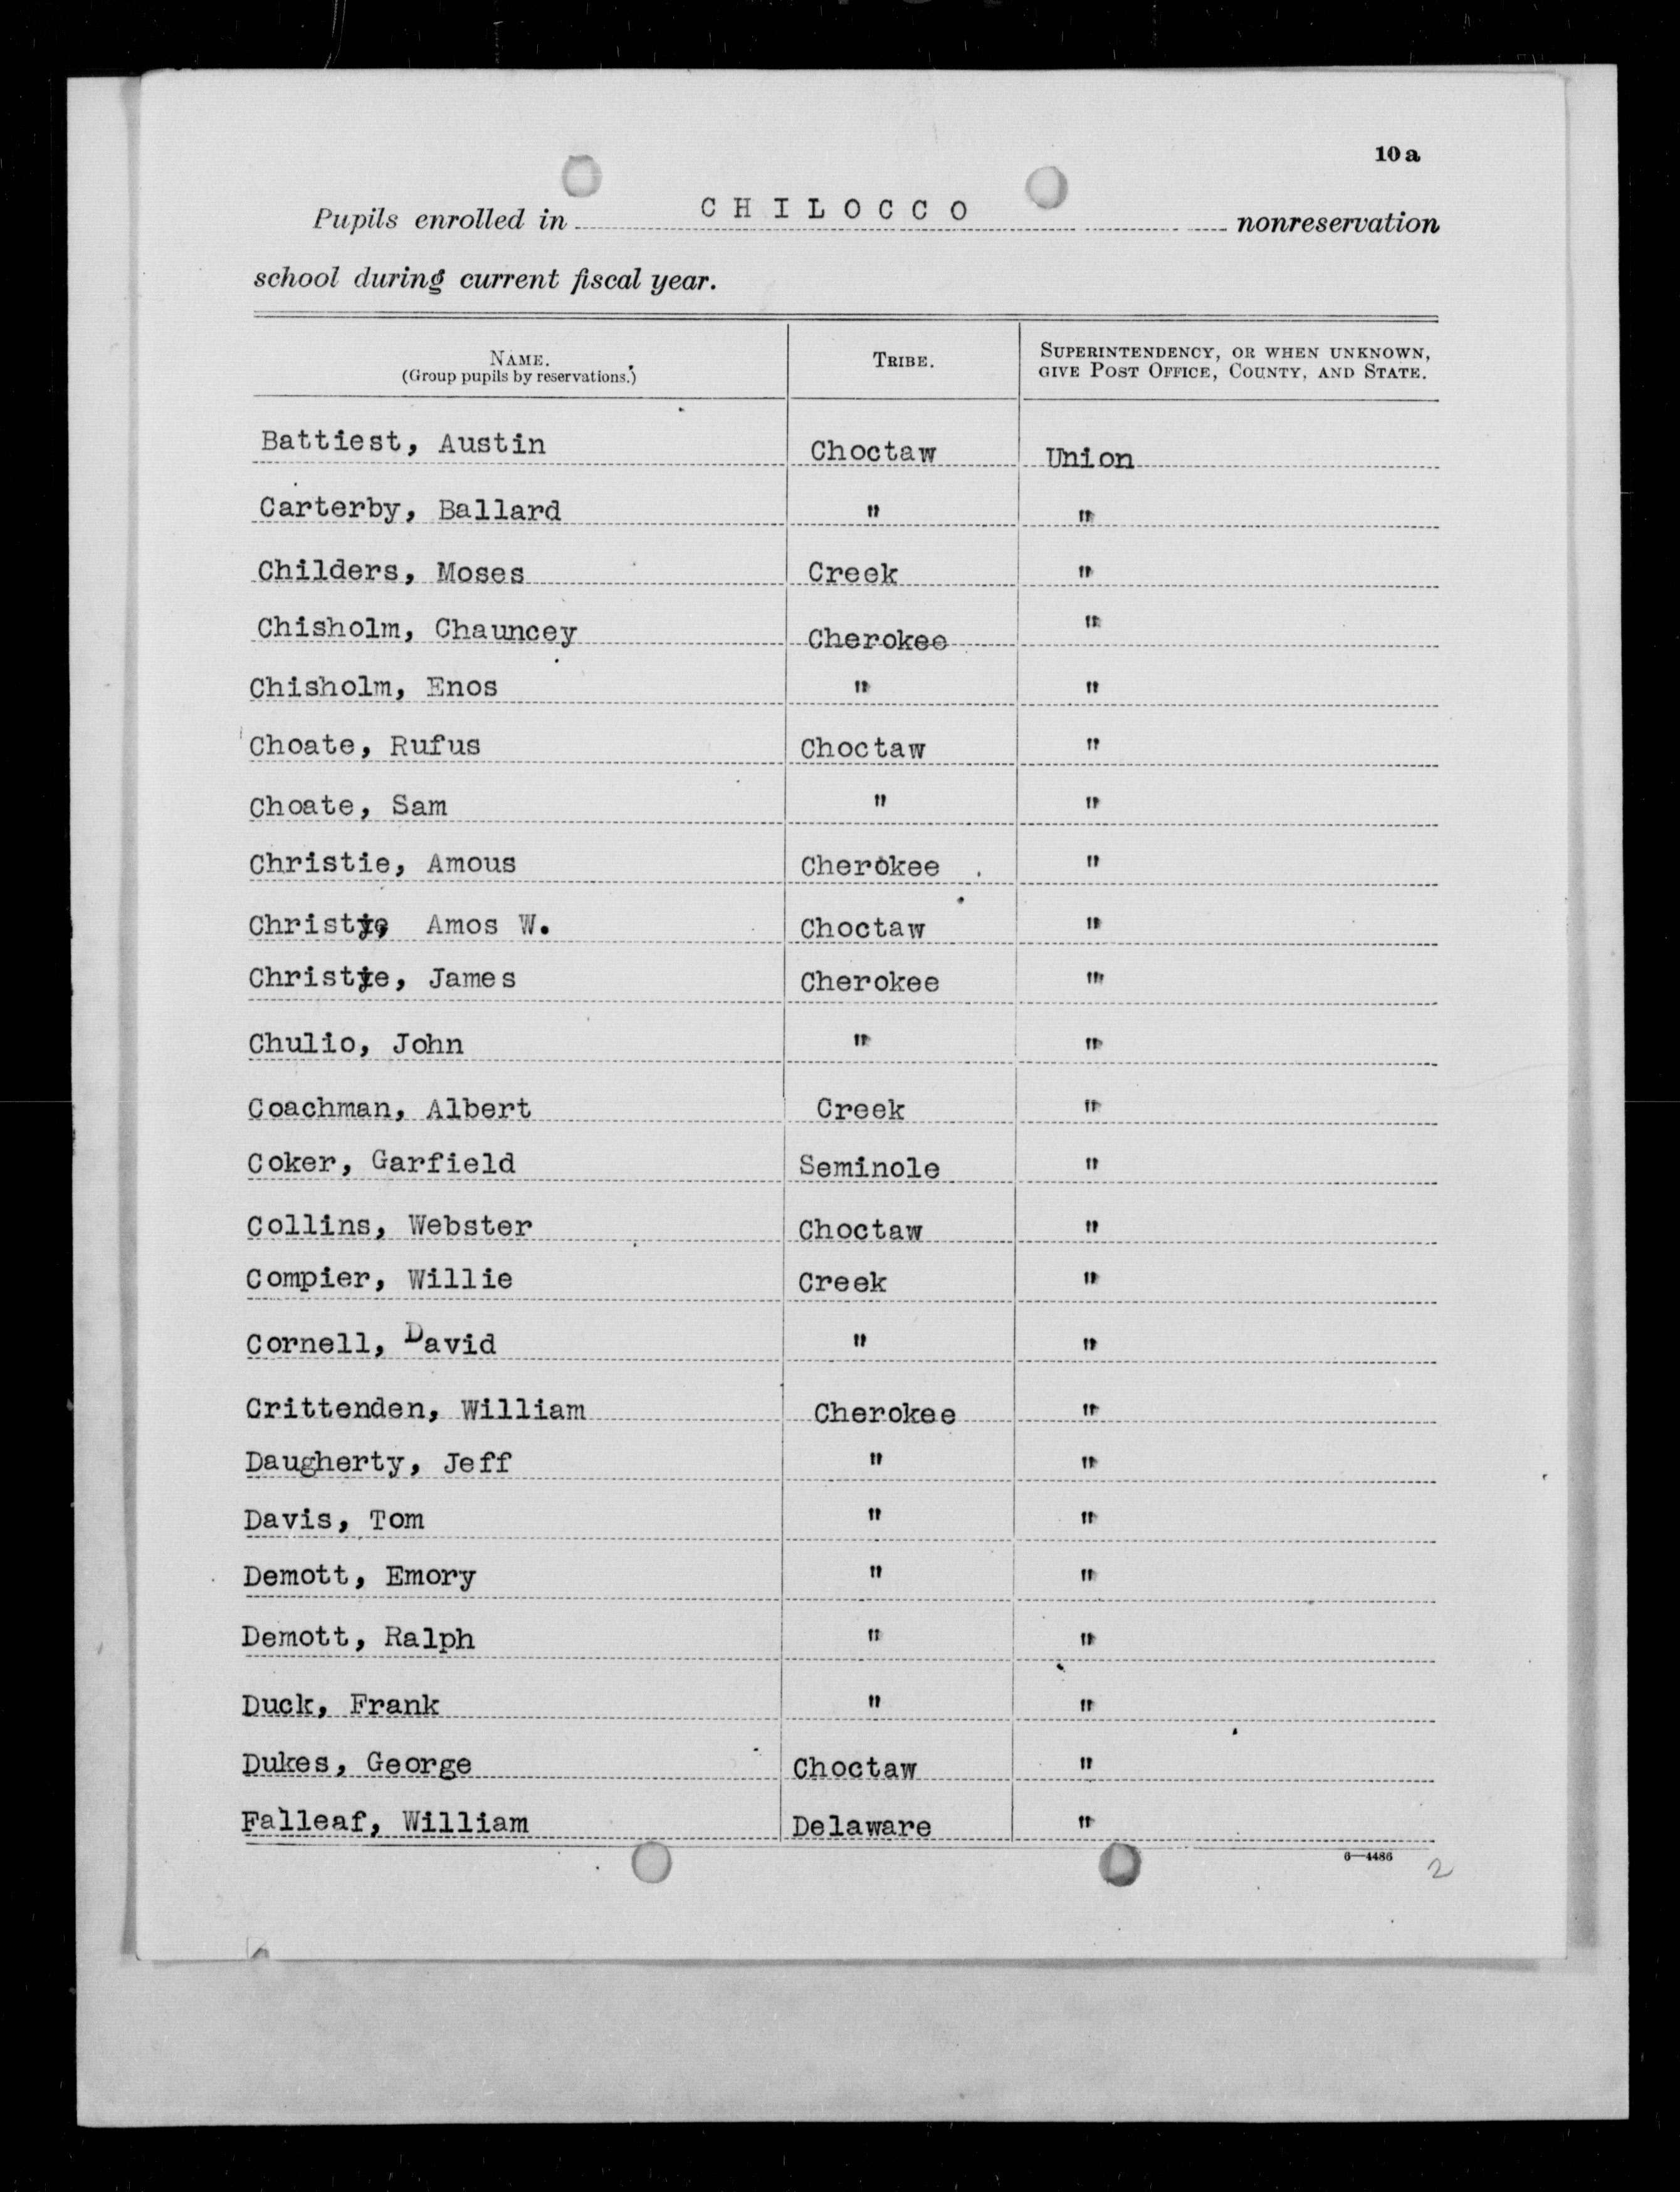 10 a
Pupils enrolled in CHILOCCO nonreservation
school during current fiscal year.
NAME. (Group pupils by reservations.) TRIBE. SUPERINTENDENCY, OR WHEN UNKNOWN, GIVE POST OFFICE, COUNTY, AND STATE.
Battiest, Austin Choctaw Union
Carterby, Ballard " "
Childers, Moses Creek "
Chisholm, Chauncey Cherokee "
Chisholm, Enos " "
Choate, Rufus Choctaw "
Choate, Sam " "
Christie, Amous Cherokee "
Christy, Amos W. Choctaw "
Christie, James Cherokee "
Chulio, John " "
Coachman, Albert Creek "
Coker, Garfield Seminole "
Collins, Webster Choctaw "
Compier, Willie Creek "
Cornell, David " "
Crittenden, William Cherokee "
Daugherty, Jeff " "
Davis, Tom " "
Demott, Emory " "
Demott, Ralph " "
Duck, Frank " "
Dukes, George Choctaw "
Falleaf, William Delaware "
6—4486
2